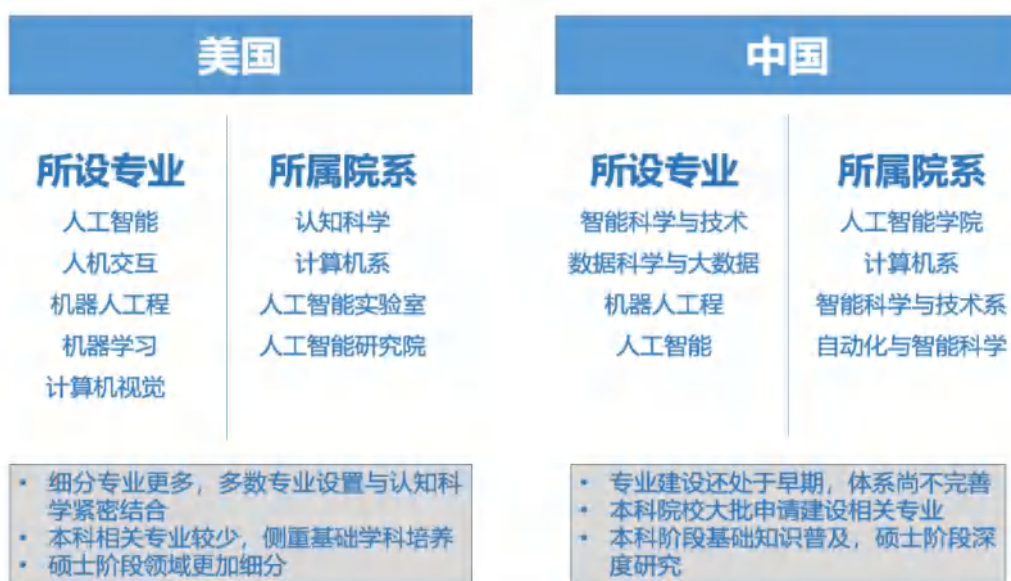 美国
所设专业
人工智能
人机交互
机器人工程
机器学习
计算机视觉
所属院系
认知科学
计算机系
人工智能实验室
人工智能研究院
• 细分专业更多，多数专业设置与认知科
学紧密结合
• 本科相关专业较少，侧重基础学科培养
• 硕士阶段领域更加细分
中国
所设专业
智能科学与技术
数据科学与大数据
机器人工程
人工智能
所属院系
人工智能学院
计算机系
智能科学与技术系
自动化与智能科学
• 专业建设还处于早期，体系尚不完善
• 本科院校大批申请建设相关专业
• 本科阶段基础知识普及，硕士阶段深
度研究